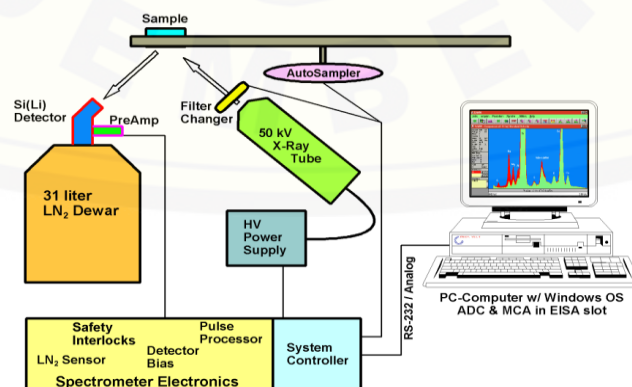 Sample
AutoSampler
Si(Li)
Detector
PreAmp
Filter
Changer
50 kV
X-Ray
Tube
31 liter
LN₂ Dewar
HV
Power
Supply
PC-Computer w/ Windows OS
ADC & MCA in EISA slot
RS-232 / Analog
Safety
Interlocks
Pulse
Processor
LN₂ Sensor
Detector
Bias
System
Controller
Spectrometer Electronics